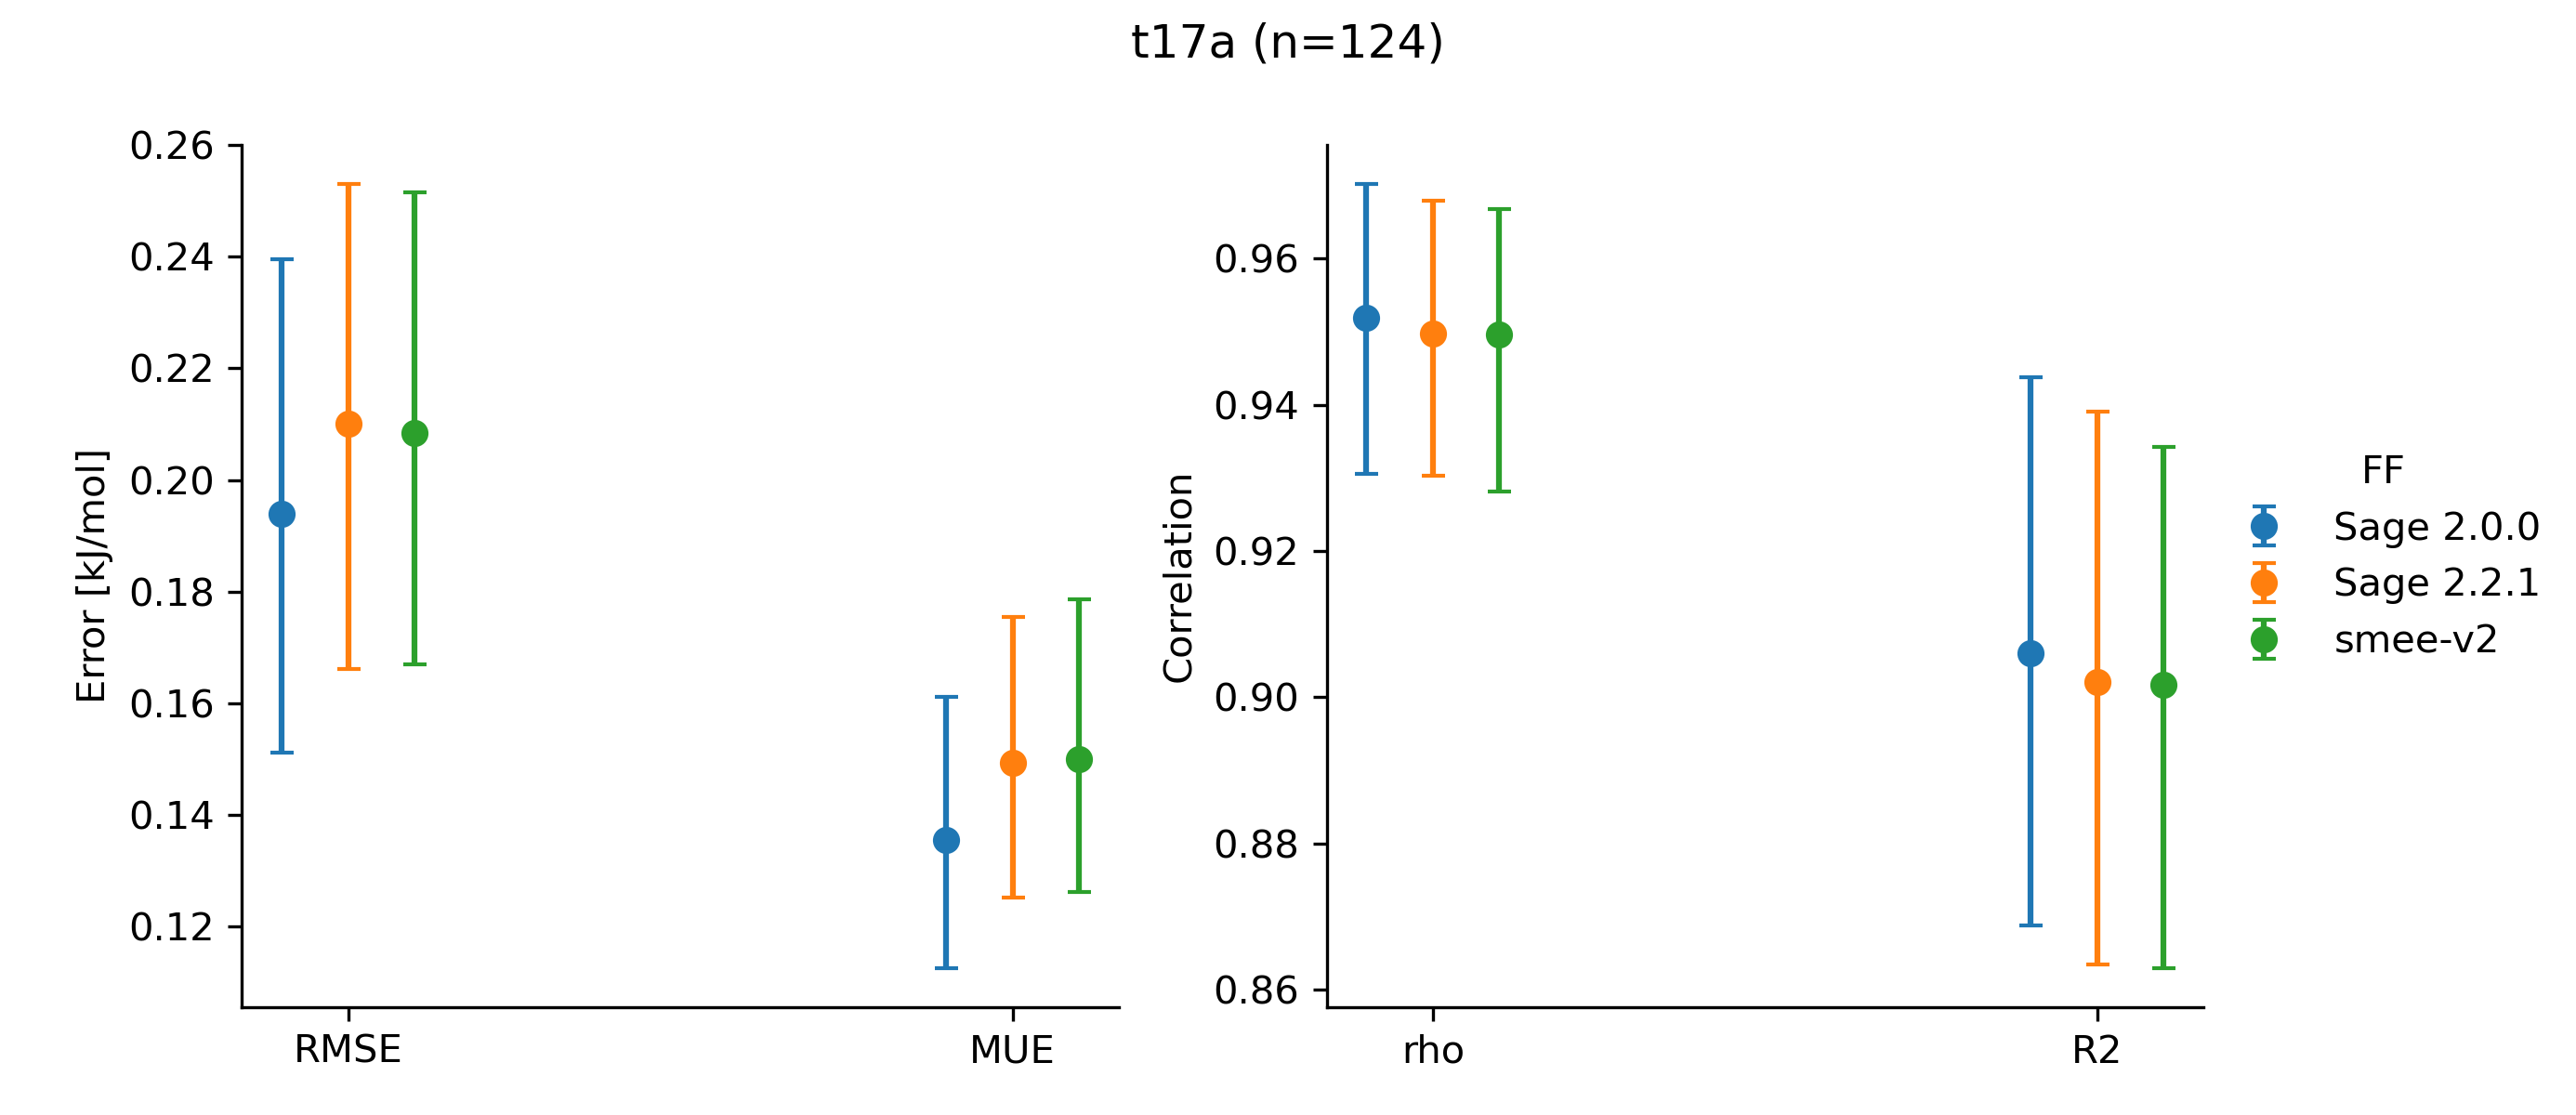 t17a (n=124)
Error [kJ/mol]
0.26
0.24
0.22
0.20
0.18
0.16
0.14
0.12
RMSE
MUE
Correlation
0.96
0.94
0.92
0.90
0.88
0.86
rho
R2
FF
Sage 2.0.0
Sage 2.2.1
smee-v2